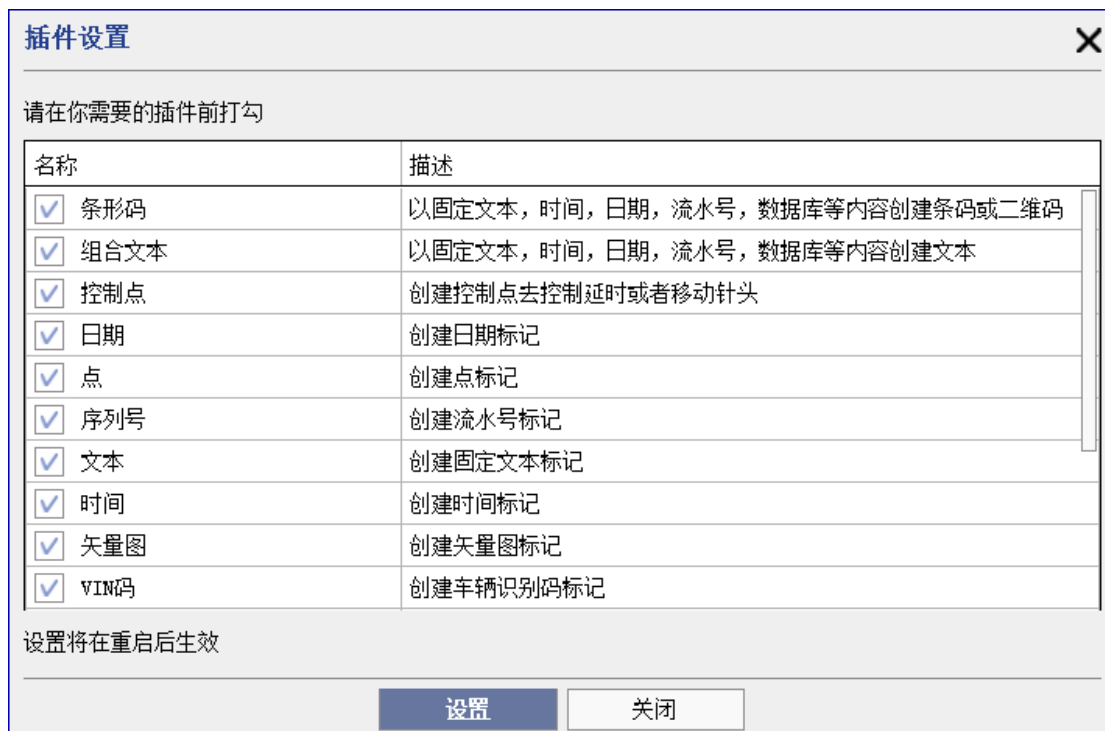 插件设置
请在你需要的插件前打勾
名称 描述
条形码 以固定文本，时间，日期，流水号，数据库等内容创建条码或二维码
组合文本 以固定文本，时间，日期，流水号，数据库等内容创建文本
控制点 创建控制点去控制延时或者移动针头
日期 创建日期标记
点 创建点标记
序列号 创建流水号标记
文本 创建固定文本标记
时间 创建时间标记
矢量图 创建矢量图标记
VIN码 创建车辆识别码标记
设置将在重启后生效
设置 关闭